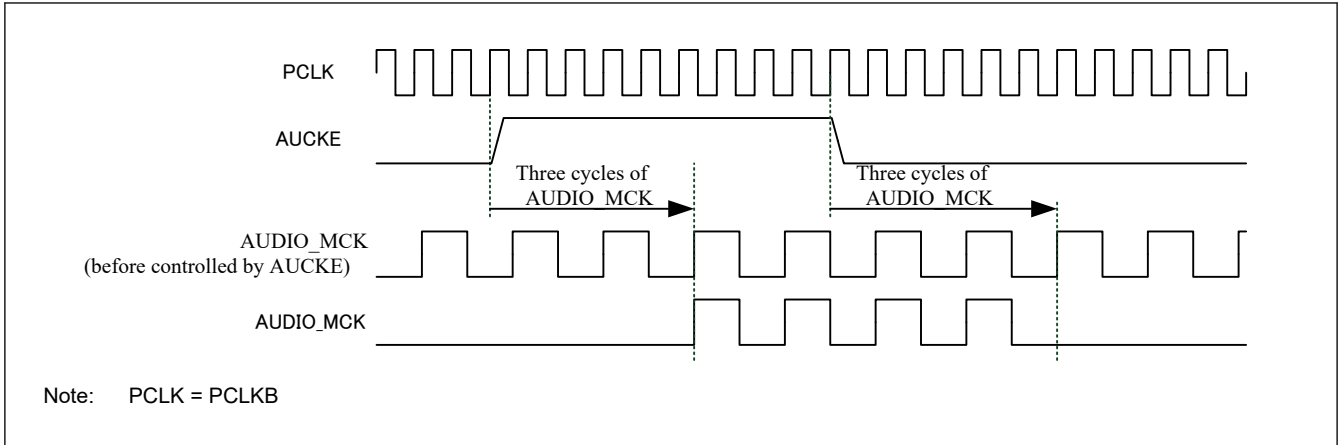 PCLK
AUCKE
Three cycles of
AUDIO_MCK
Three cycles of
AUDIO_MCK
AUDIO_MCK
(before controlled by AUCKE)
AUDIO_MCK
Note: PCLK = PCLKB